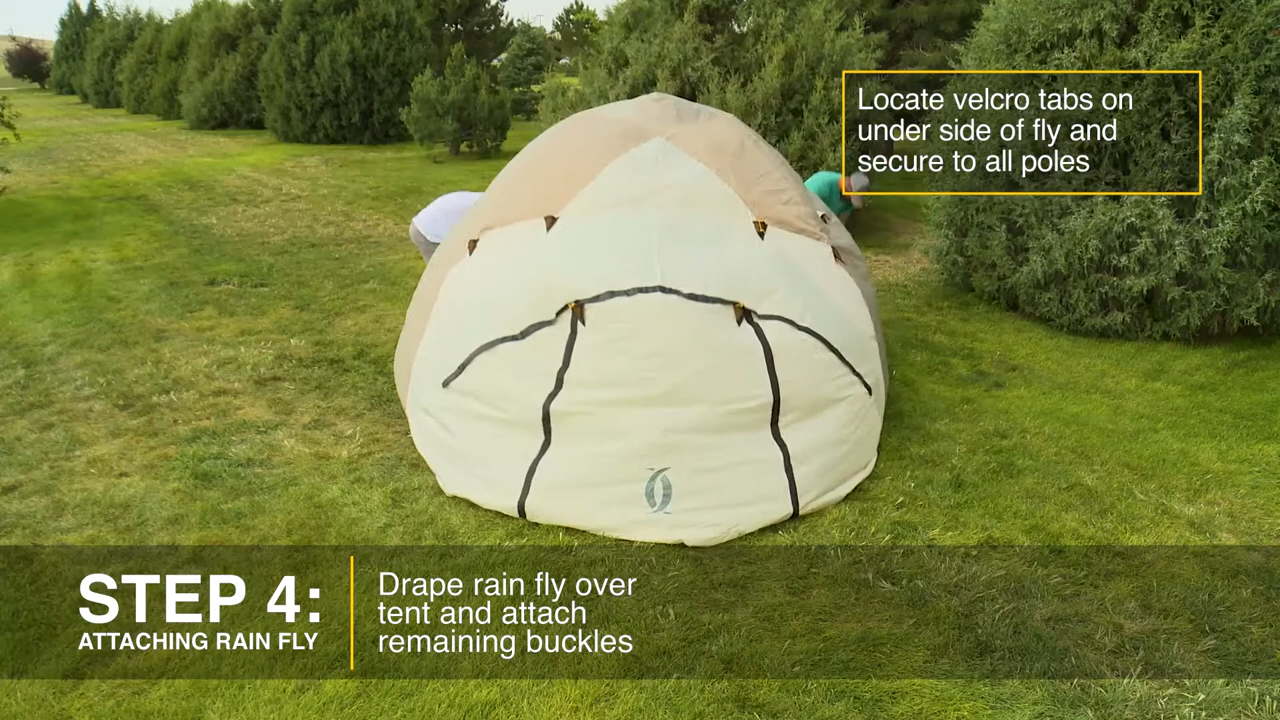 Locate velcro tabs on
under side of fly and
secure to all poles
STEP 4:
ATTACHING RAIN FLY
Drape rain fly over
tent and attach
remaining buckles